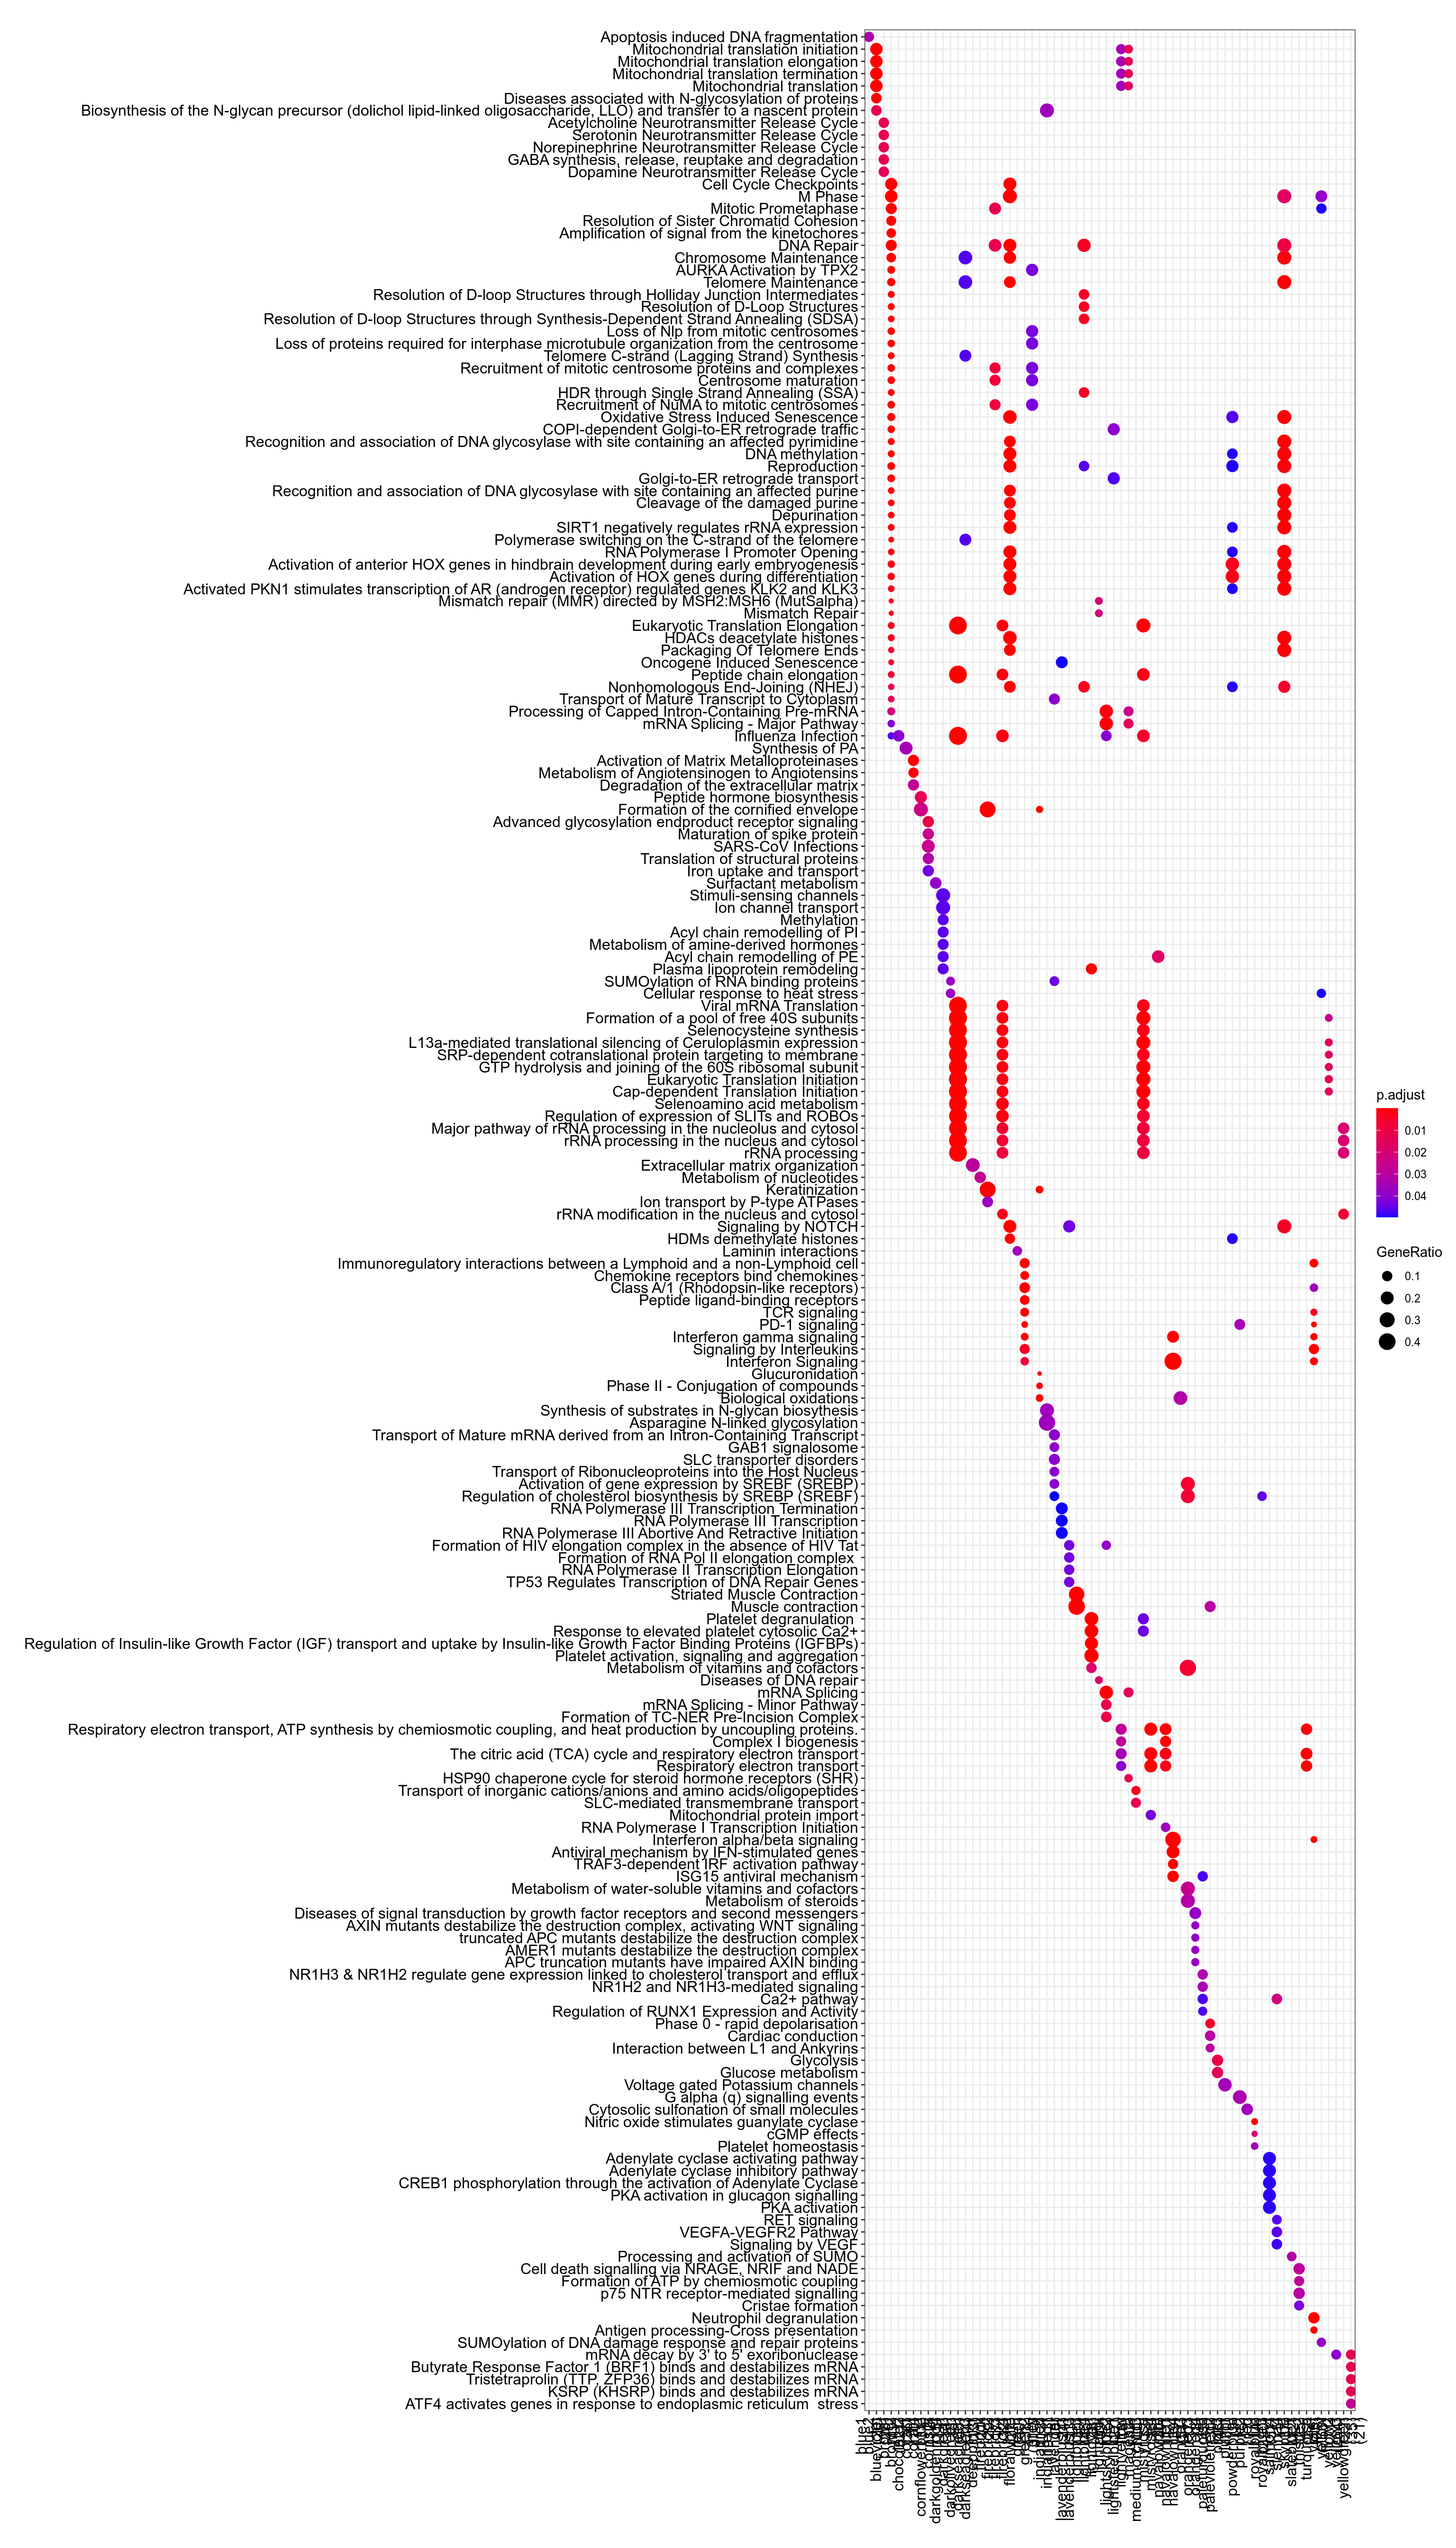 Apoptosis induced DNA fragmentation
Mitochondrial translation initiation
Mitochondrial translation elongation
Mitochondrial translation termination
Mitochondrial translation
Diseases associated with N-glycosylation of proteins
Biosynthesis of the N-glycan precursor (dolichol lipid-linked oligosaccharide, LLO) and transfer to a nascent protein
Acetylcholine Neurotransmitter Release Cycle
Serotonin Neurotransmitter Release Cycle
Norepinephrine Neurotransmitter Release Cycle
GABA synthesis, release, reuptake and degradation
Dopamine Neurotransmitter Release Cycle
Cell Cycle Checkpoints
M Phase
Mitotic Prometaphase
Resolution of Sister Chromatid Cohesion
Amplification of signal from the kinetochores
DNA Repair
Chromosome Maintenance
AURKA Activation by TPX2
Telomere Maintenance
Resolution of D-loop Structures through Holliday Junction Intermediates
Resolution of D-Loop Structures
Resolution of D-loop Structures through Synthesis-Dependent Strand Annealing (SDSA)
Loss of Nlp from mitotic centrosomes
Loss of proteins required for interphase microtubule organization from the centrosome
Telomere C-strand (Lagging Strand) Synthesis
Recruitment of mitotic centrosome proteins and complexes
Centrosome maturation
HDR through Single Strand Annealing (SSA)
Recruitment of NuMA to mitotic centrosomes
Oxidative Stress Induced Senescence
COPI-dependent Golgi-to-ER retrograde traffic
Recognition and association of DNA glycosylase with site containing an affected pyrimidine
DNA methylation
Reproduction
Golgi-to-ER retrograde transport
Recognition and association of DNA glycosylase with site containing an affected purine
Cleavage of the damaged purine
Depurination
SIRT1 negatively regulates rRNA expression
Polymerase switching on the C-strand of the telomere
RNA Polymerase I Promoter Opening
Activation of anterior HOX genes in hindbrain development during early embryogenesis
Activation of HOX genes during differentiation
Activated PKN1 stimulates transcription of AR (androgen receptor) regulated genes KLK2 and KLK3
Mismatch repair (MMR) directed by MSH2:MSH6 (MutSalpha)
Mismatch Repair
Eukaryotic Translation Elongation
HDACs deacetylate histones
Packaging Of Telomere Ends
Oncogene Induced Senescence
Peptide chain elongation
Nonhomologous End-Joining (NHEJ)
Transport of Mature Transcript to Cytoplasm
Processing of Capped Intron-Containing Pre-mRNA
mRNA Splicing - Major Pathway
Influenza Infection
Synthesis of PA
Activation of Matrix Metalloproteinases
Metabolism of Angiotensinogen to Angiotensins
Degradation of the extracellular matrix
Peptide hormone biosynthesis
Formation of the cornified envelope
Advanced glycosylation endproduct receptor signaling
Maturation of spike protein
SARS-CoV Infections
Translation of structural proteins
Iron uptake and transport
Surfactant metabolism
Stimuli-sensing channels
Ion channel transport
Methylation
Acyl chain remodelling of PI
Metabolism of amine-derived hormones
Acyl chain remodelling of PE
Plasma lipoprotein remodeling
SUMOylation of RNA binding proteins
Cellular response to heat stress
Viral mRNA Translation
Formation of a pool of free 40S subunits
Selenocysteine synthesis
L13a-mediated translational silencing of Ceruloplasmin expression
SRP-dependent cotranslational protein targeting to membrane
GTP hydrolysis and joining of the 60S ribosomal subunit
Eukaryotic Translation Initiation
Cap-dependent Translation Initiation
Selenoamino acid metabolism
Regulation of expression of SLITs and ROBOs
Major pathway of rRNA processing in the nucleolus and cytosol
rRNA processing in the nucleus and cytosol
rRNA processing
Extracellular matrix organization
Metabolism of nucleotides
Keratinization
Ion transport by P-type ATPases
rRNA modification in the nucleus and cytosol
Signaling by NOTCH
HDMs demethylate histones
Laminin interactions
Immunoregulatory interactions between a Lymphoid and a non-Lymphoid cell
Chemokine receptors bind chemokines
Class A/1 (Rhodopsin-like receptors)
Peptide ligand-binding receptors
TCR signaling
PD-1 signaling
Interferon gamma signaling
Signaling by Interleukins
Interferon Signaling
Glucuronidation
Phase II - Conjugation of compounds
Biological oxidations
Synthesis of substrates in N-glycan biosythesis
Asparagine N-linked glycosylation
Transport of Mature mRNA derived from an Intron-Containing Transcript
GAB1 signalosome
SLC transporter disorders
Transport of Ribonucleoproteins into the Host Nucleus
Activation of gene expression by SREBF (SREBP)
Regulation of cholesterol biosynthesis by SREBP (SREBF)
RNA Polymerase III Transcription Termination
RNA Polymerase III Transcription
RNA Polymerase III Abortive And Retractive Initiation
Formation of HIV elongation complex in the absence of HIV Tat
Formation of RNA Pol II elongation complex
RNA Polymerase II Transcription Elongation
TP53 Regulates Transcription of DNA Repair Genes
Striated Muscle Contraction
Muscle contraction
Platelet degranulation
Response to elevated platelet cytosolic Ca2+
Regulation of Insulin-like Growth Factor (IGF) transport and uptake by Insulin-like Growth Factor Binding Proteins (IGFBPs)
Platelet activation, signaling and aggregation
Metabolism of vitamins and cofactors
Diseases of DNA repair
mRNA Splicing
mRNA Splicing - Minor Pathway
Formation of TC-NER Pre-Incision Complex
Respiratory electron transport, ATP synthesis by chemiosmotic coupling, and heat production by uncoupling proteins.
Complex I biogenesis
The citric acid (TCA) cycle and respiratory electron transport
Respiratory electron transport
HSP90 chaperone cycle for steroid hormone receptors (SHR)
Transport of inorganic cations/anions and amino acids/oligopeptides
SLC-mediated transmembrane transport
Mitochondrial protein import
RNA Polymerase I Transcription Initiation
Interferon alpha/beta signaling
Antiviral mechanism by IFN-stimulated genes
TRAF3-dependent IRF activation pathway
ISG15 antiviral mechanism
Metabolism of water-soluble vitamins and cofactors
Metabolism of steroids
Diseases of signal transduction by growth factor receptors and second messengers
AXIN mutants destabilize the destruction complex, activating WNT signaling
truncated APC mutants destabilize the destruction complex
AMER1 mutants destabilize the destruction complex
APC truncation mutants have impaired AXIN binding
NR1H3 & NR1H2 regulate gene expression linked to cholesterol transport and efflux
NR1H2 and NR1H3-mediated signaling
Ca2+ pathway
Regulation of RUNX1 Expression and Activity
Phase 0 - rapid depolarisation
Cardiac conduction
Interaction between L1 and Ankyrins
Glycolysis
Glucose metabolism
Voltage gated Potassium channels
G alpha (q) signalling events
Cytosolic sulfonation of small molecules
Nitric oxide stimulates guanylate cyclase
cGMP effects
Platelet homeostasis
Adenylate cyclase activating pathway
Adenylate cyclase inhibitory pathway
CREB1 phosphorylation through the activation of Adenylate Cyclase
PKA activation in glucagon signalling
PKA activation
RET signaling
VEGFA-VEGFR2 Pathway
Signaling by VEGF
Processing and activation of SUMO
Cell death signalling via NRAGE, NRIF and NADE
Formation of ATP by chemiosmotic coupling
p75 NTR receptor-mediated signalling
Cristae formation
Neutrophil degranulation
Antigen processing-Cross presentation
SUMOylation of DNA damage response and repair proteins
mRNA decay by 3' to 5' exoribonuclease
Butyrate Response Factor 1 (BRF1) binds and destabilizes mRNA
Tristetraprolin (TTP, ZFP36) binds and destabilizes mRNA
KSRP (KHSRP) binds and destabilizes mRNA
ATF4 activates genes in response to endoplasmic reticulum stress
p.adjust
0.01
0.02
0.03
0.04
GeneRatio
0.1
0.2
0.3
0.4